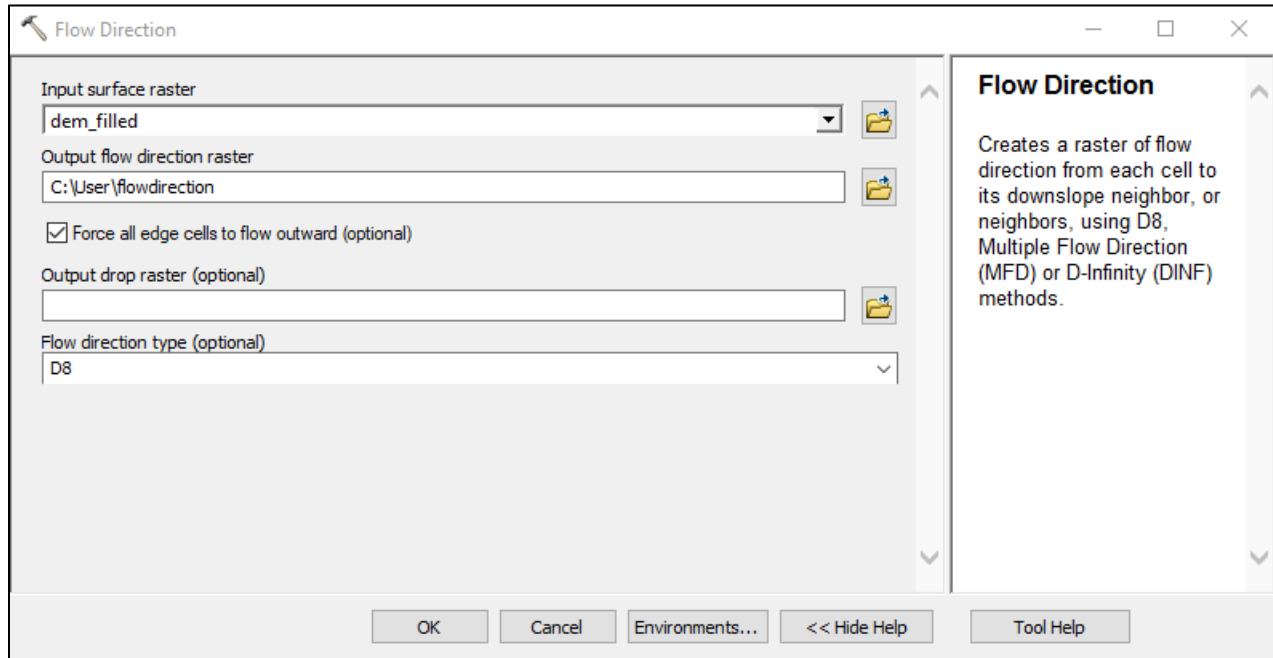 Flow Direction
Input surface raster
dem_filled
Output flow direction raster
C:\User\flowdirection
Force all edge cells to flow outward (optional)
Output drop raster (optional)
Flow direction type (optional)
D8
Flow Direction
Creates a raster of flow
direction from each cell to
its downslope neighbor, or
neighbors, using D8,
Multiple Flow Direction
(MFD) or D-Infinity (DINF)
methods.
OK Cancel Environments... << Hide Help Tool Help